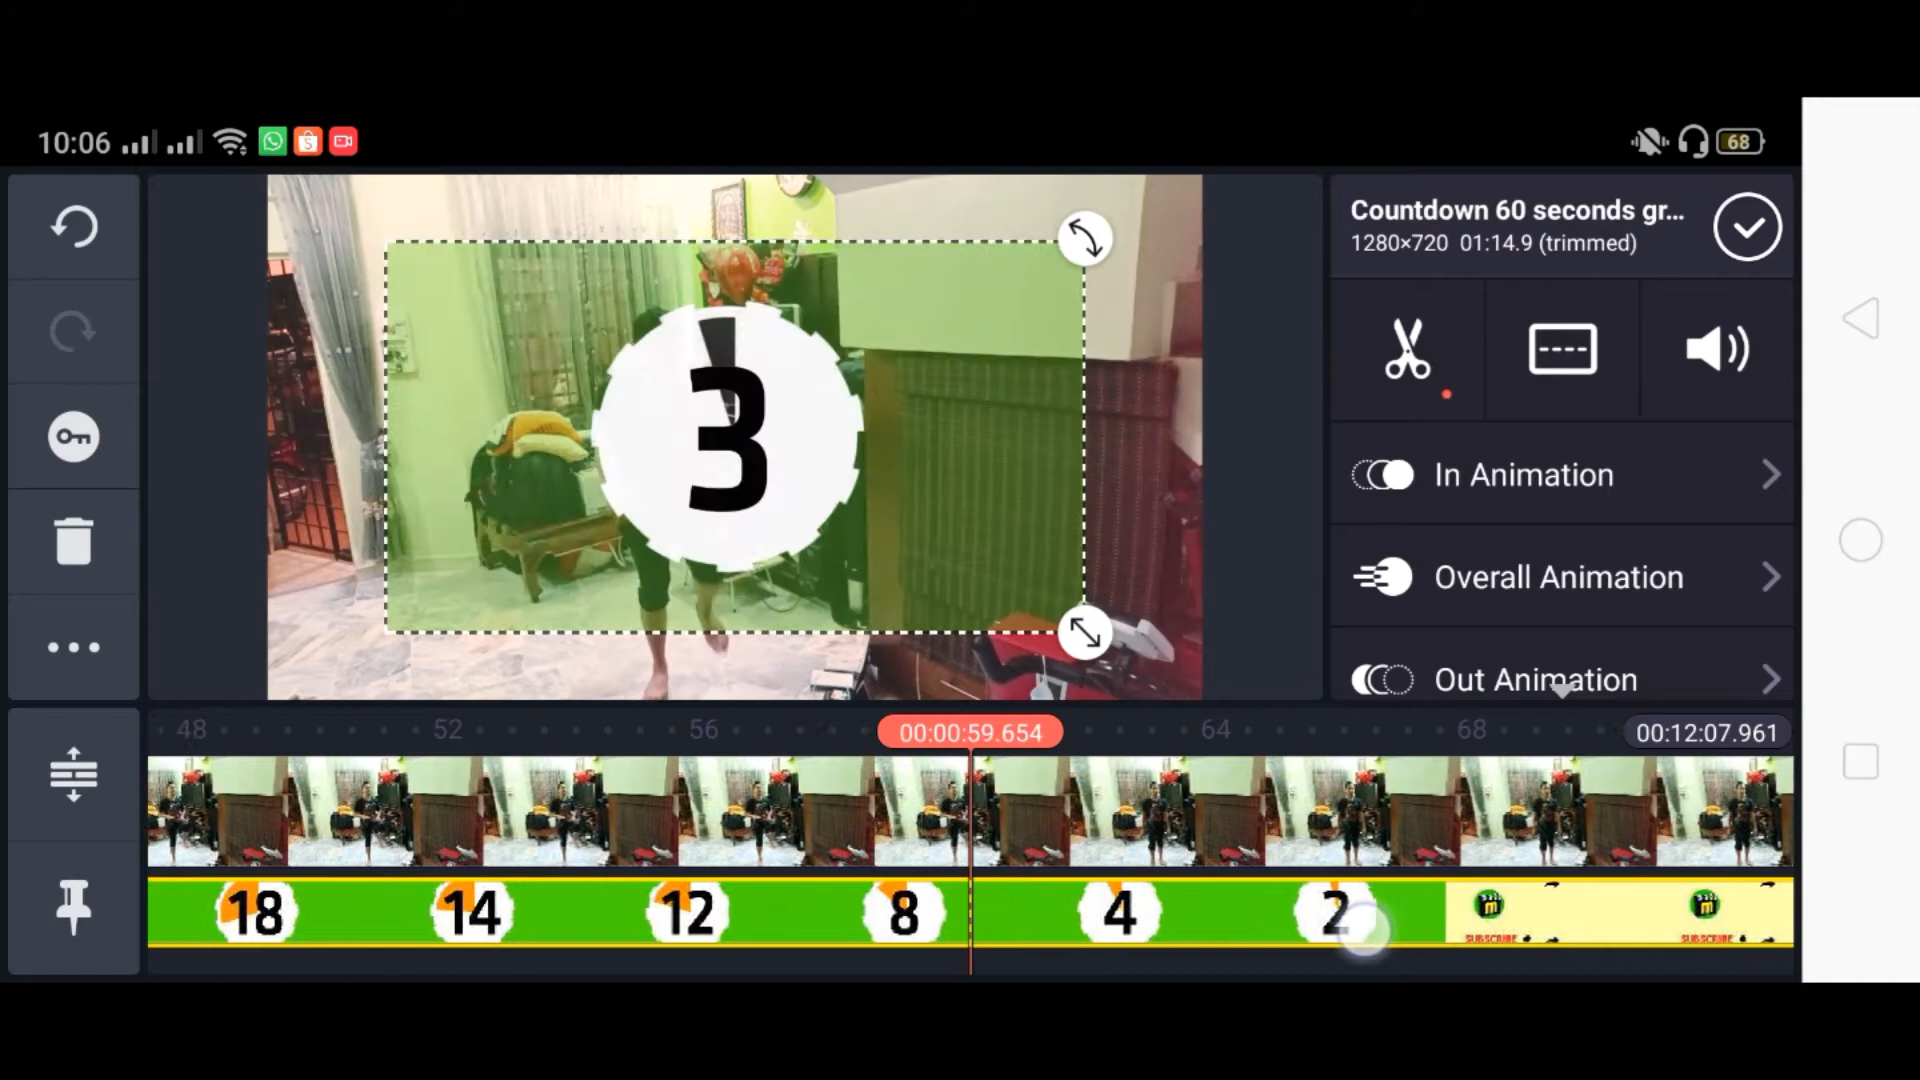 10:06
68
Countdown 60 seconds gr...
1280×720 01:14.9 (trimmed)
3
In Animation
Overall Animation
Out Animation
48 52 56 00:00:59.654 64 68 00:12:07.961
18 14 12 8 4 2
SUBSCRIBE SUBSCRIBE